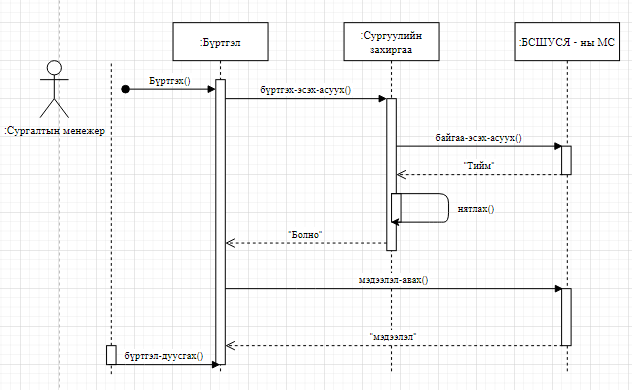 :Бүртгэл
:Сургуулийн
захиргаа
:БСШУСЯ - ны МС
:Сургалтын менежер
Бүртгэх()
бүртгэх-эсэх-асуух()
байгаа-эсэх-асуух()
"Тийм"
нятлах()
"Болно"
мэдээлэл-авах()
"мэдээлэл"
бүртгэл-дуусгах()